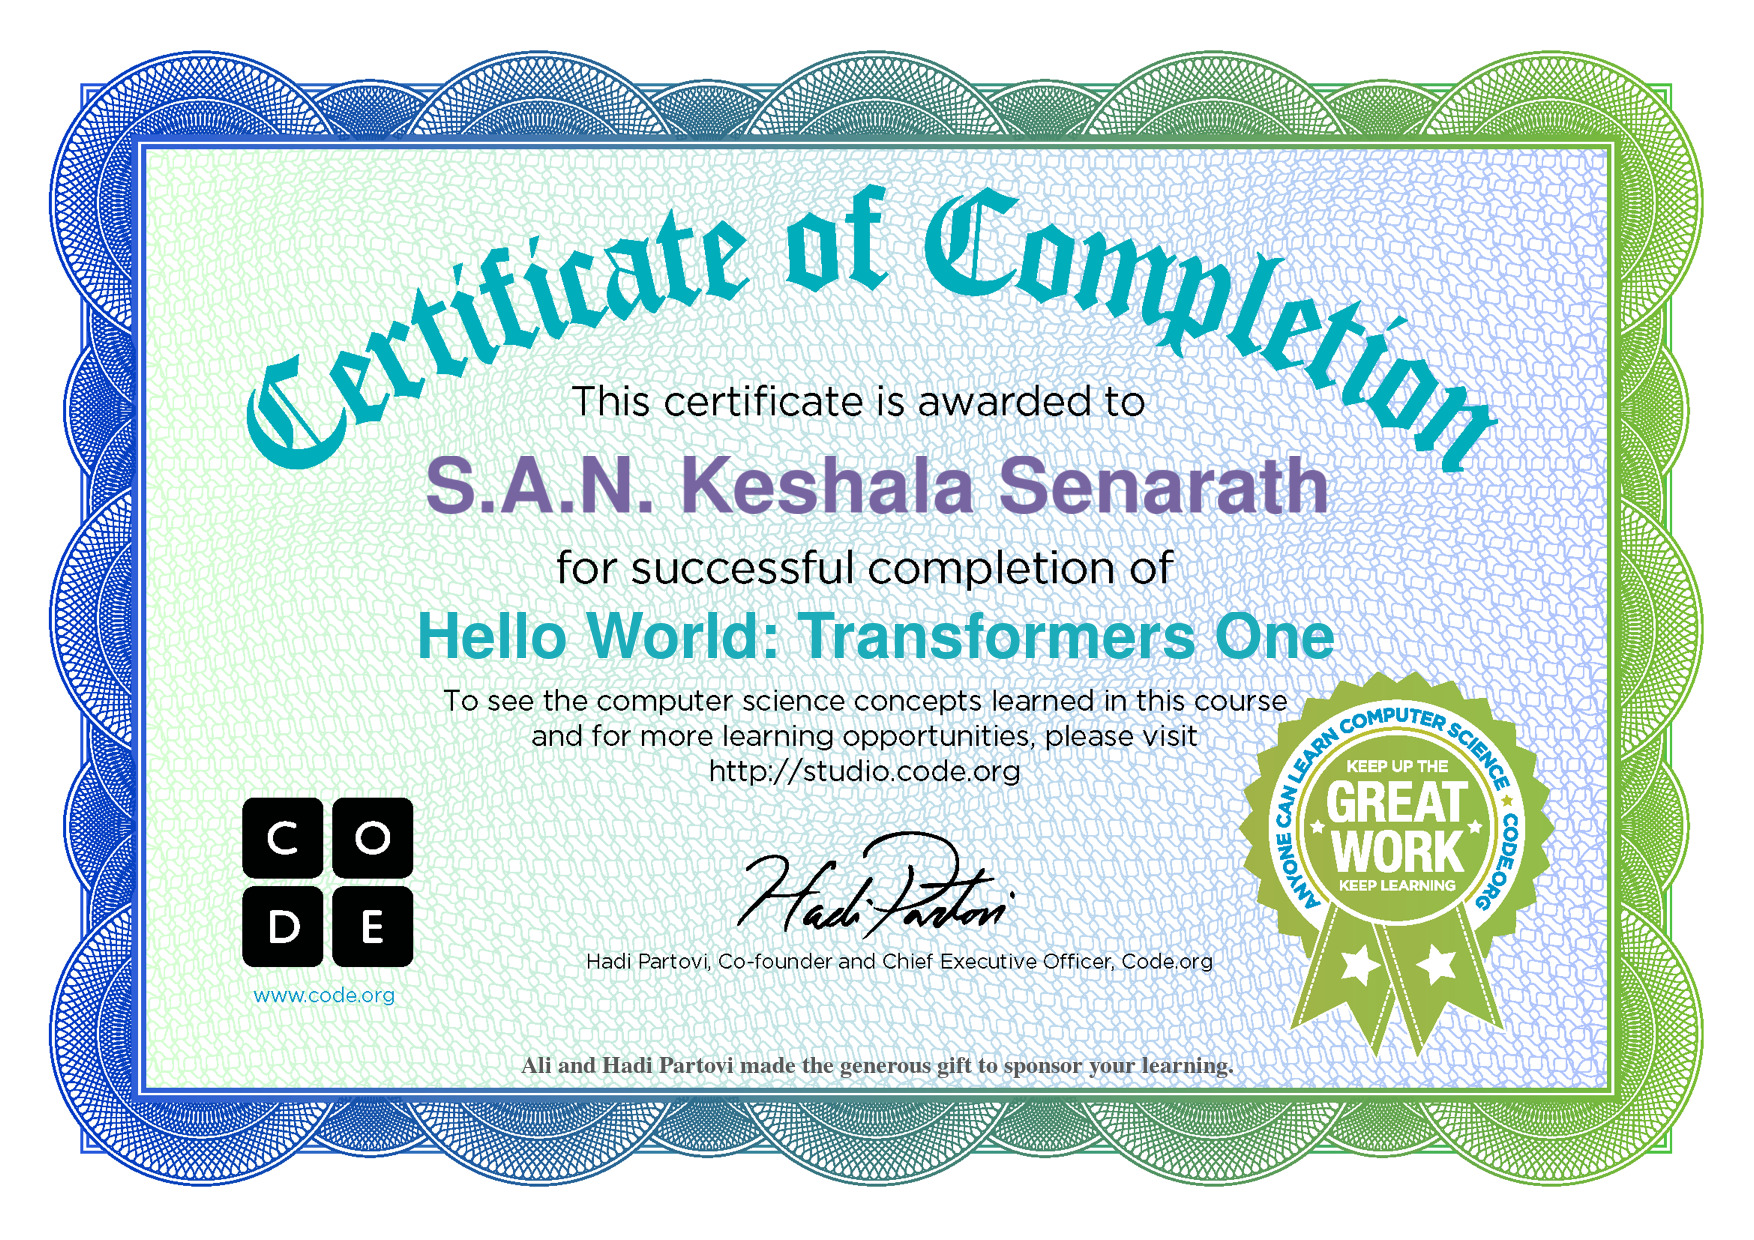 Certificate of Completion
This certificate is awarded to
S.A.N. Keshala Senarath
for successful completion of
Hello World: Transformers One
To see the computer science concepts learned in this course
and for more learning opportunities, please visit
http://studio.code.org
C O
D E
www.code.org
Hadi Partovi
Hadi Partovi, Co-founder and Chief Executive Officer, Code.org
ANYONE CAN LEARN COMPUTER SCIENCE ★ CODE.ORG
KEEP UP THE
GREAT
WORK
KEEP LEARNING
Ali and Hadi Partovi made the generous gift to sponsor your learning.